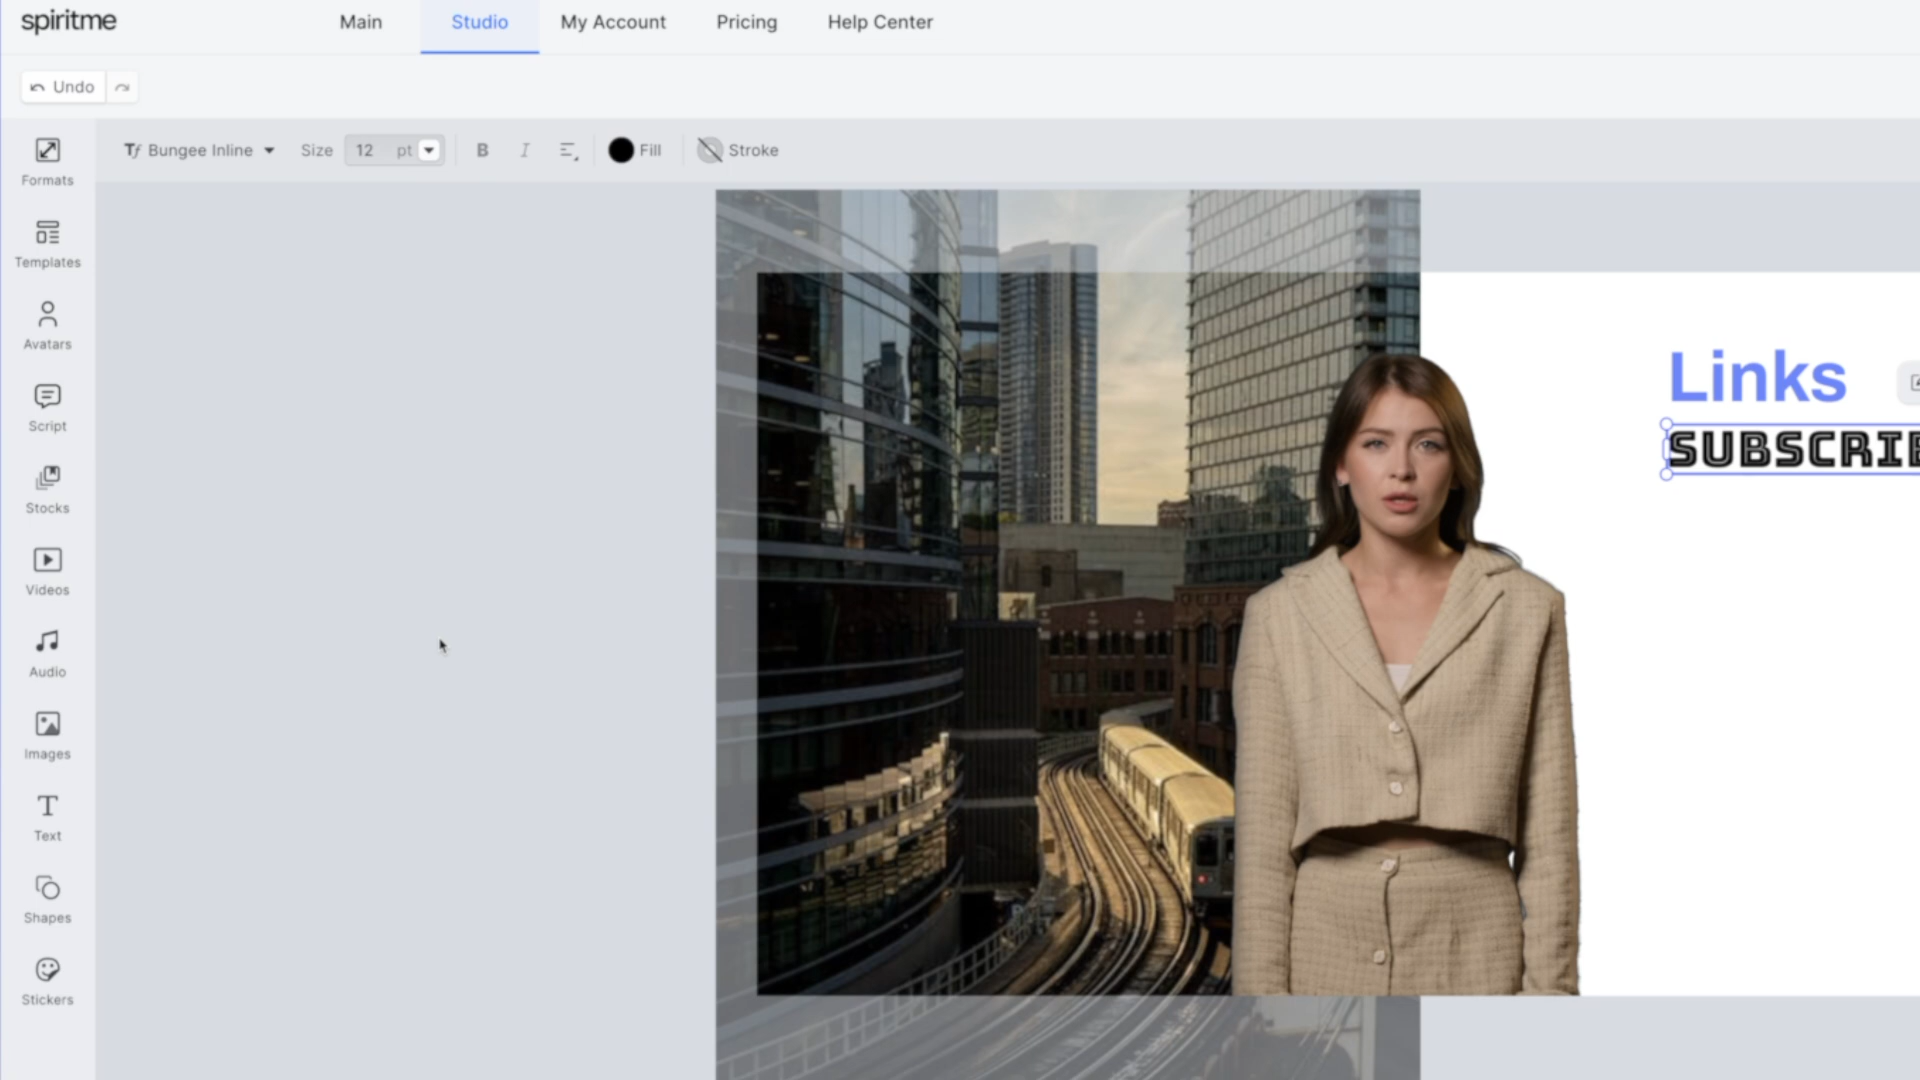 spiritme Main Studio My Account Pricing Help Center
Undo
Bungee Inline Size 12 pt B I Fill Stroke
Formats
Templates
Avatars
Script
Stocks
Videos
Audio
Images
Text
Shapes
Stickers
Links